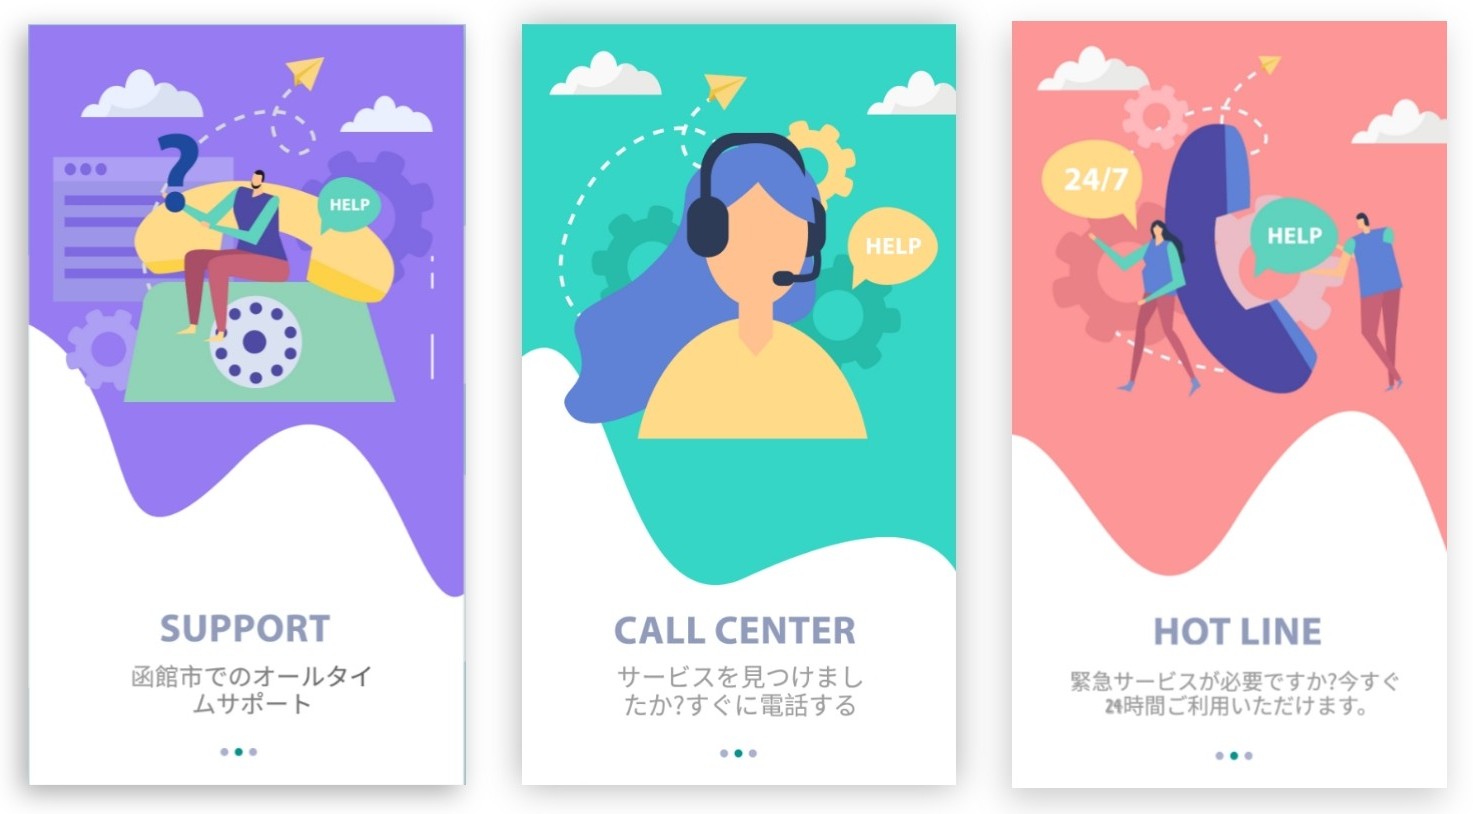 ?
HELP
SUPPORT
函館市でのオールタイ
ムサポート
HELP
CALL CENTER
サービスを見つけまし
たか?すぐに電話する
24/7
HELP
HOT LINE
緊急サービスが必要ですか?今すぐ
24時間ご利用いただけます。